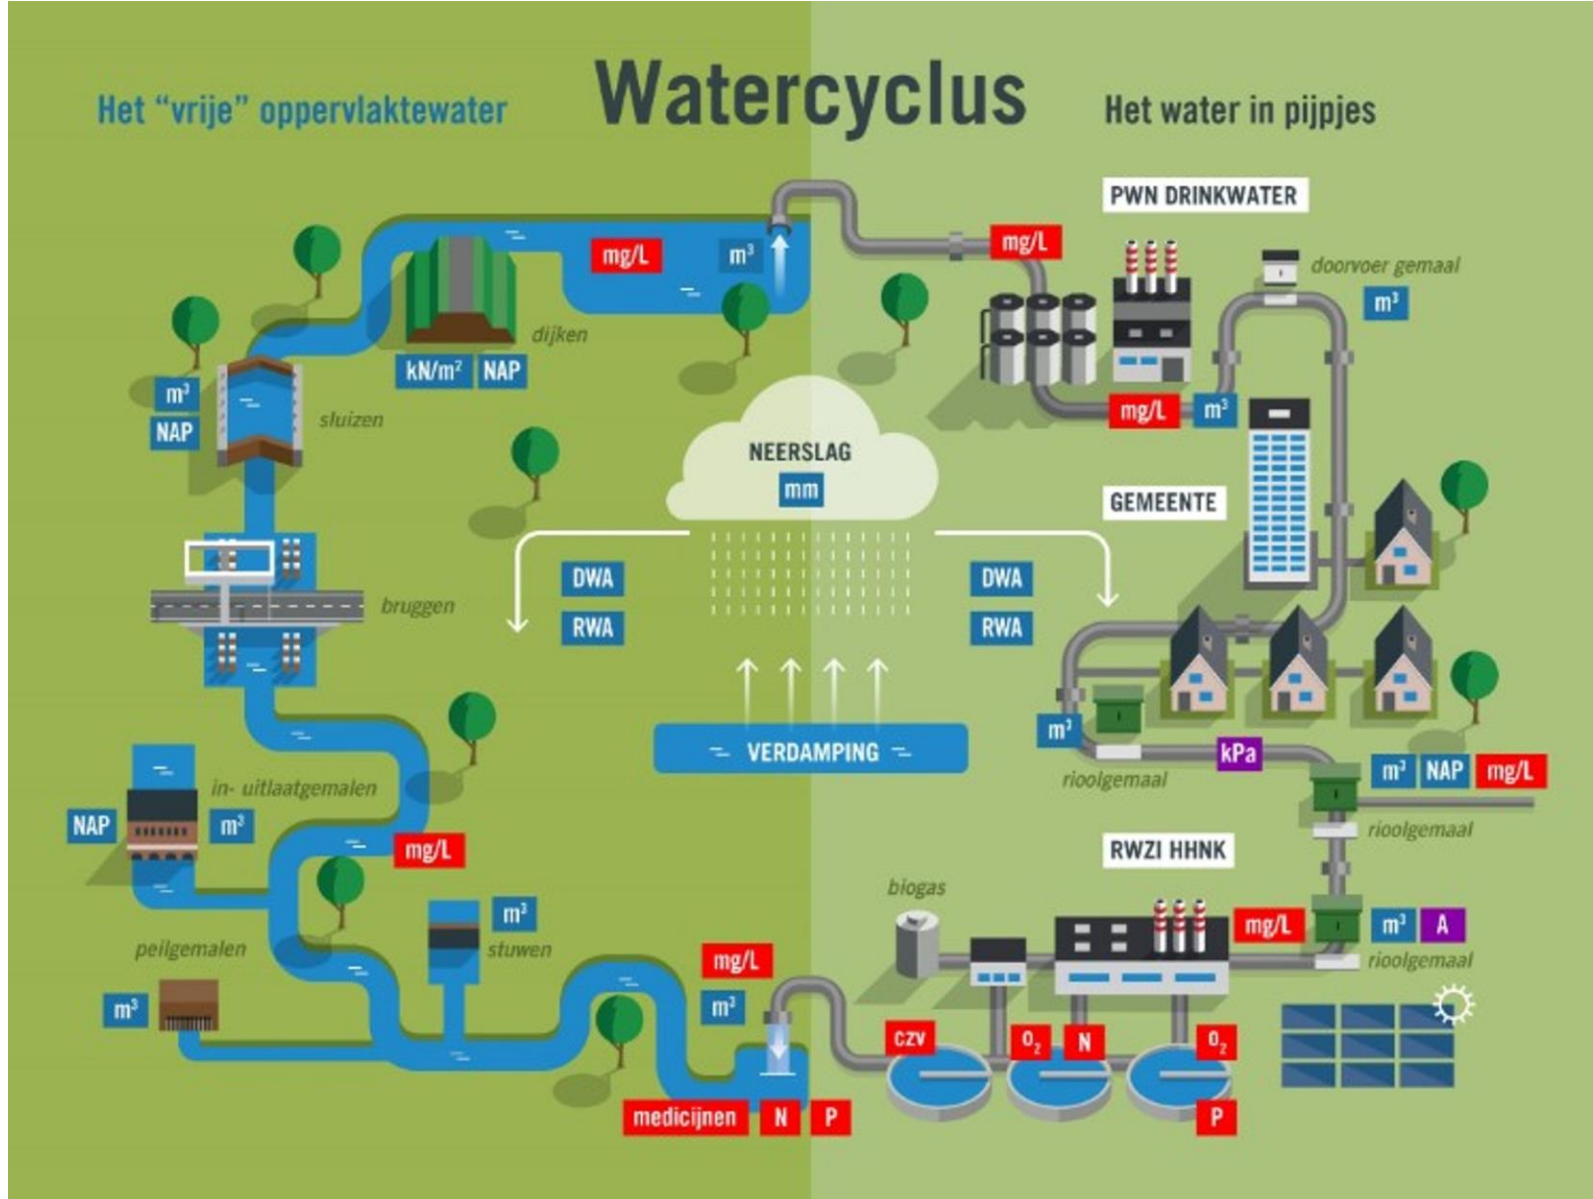 Watercyclus
Het “vrije” oppervlaktewater
Het water in pijpjes
PWN DRINKWATER
mg/L
m³
mg/L
doorvoer gemaal
m³
dijken
kN/m² NAP
m³
NAP
sluizen
mg/L m³
NEERSLAG
mm
GEMEENTE
DWA
RWA
DWA
RWA
bruggen
VERDAMPING
m³
rioolgemaal
kPa
m³ NAP mg/L
rioolgemaal
in- uitlaatgemalen
NAP
m³
mg/L
RWZI HHNK
biogas
mg/L
m³ A
rioolgemaal
m³
stuwen
peilgemalen
m³
mg/L
m³
czv
O₂
N
O₂
P
medicijnen N P